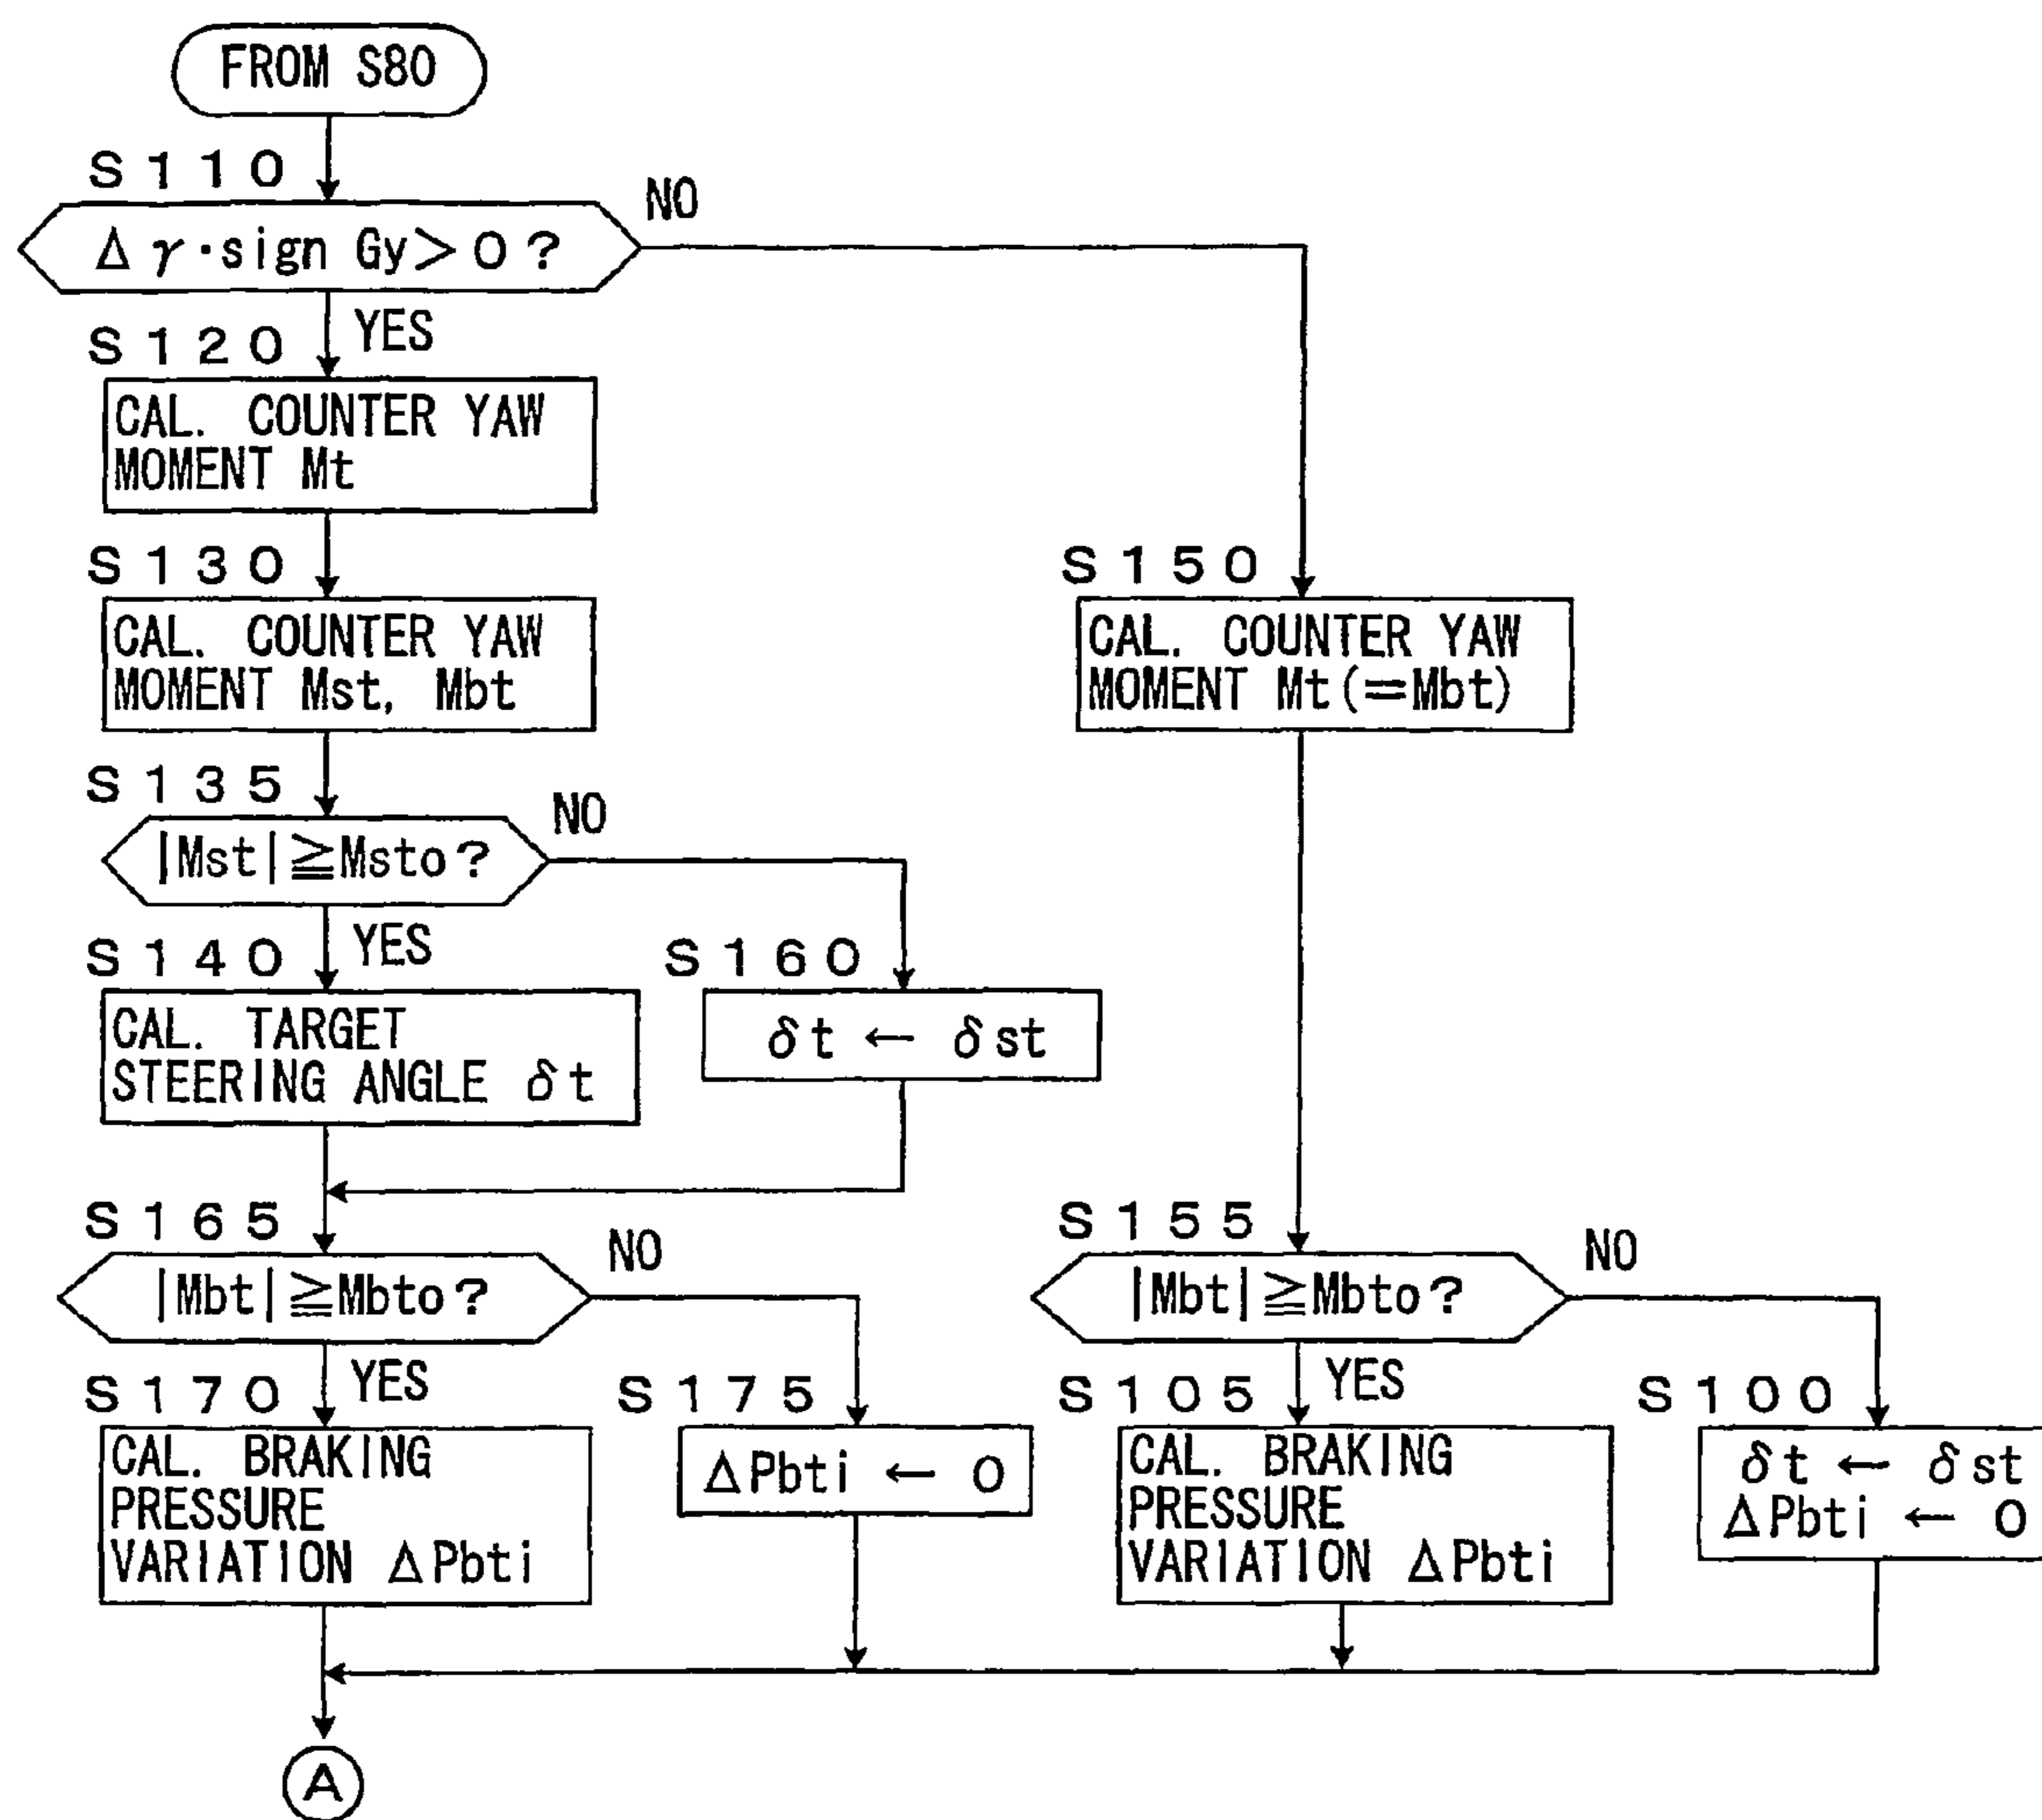 FROM S80
S110
Δγ·sign Gy>0?
NO
YES
S120
CAL. COUNTER YAW
MOMENT Mt
S130
CAL. COUNTER YAW
MOMENT Mst, Mbt
S150
CAL. COUNTER YAW
MOMENT Mt(=Mbt)
S135
|Mst|≧Msto?
NO
YES
S140
CAL. TARGET
STEERING ANGLE δt
S160
δt ← δst
S165
|Mbt|≧Mbto?
NO
YES
S155
|Mbt|≧Mbto?
NO
YES
S170
CAL. BRAKING
PRESSURE
VARIATION ΔPbti
S175
ΔPbti ← 0
S105
CAL. BRAKING
PRESSURE
VARIATION ΔPbti
S100
δt ← δst
ΔPbti ← 0
A